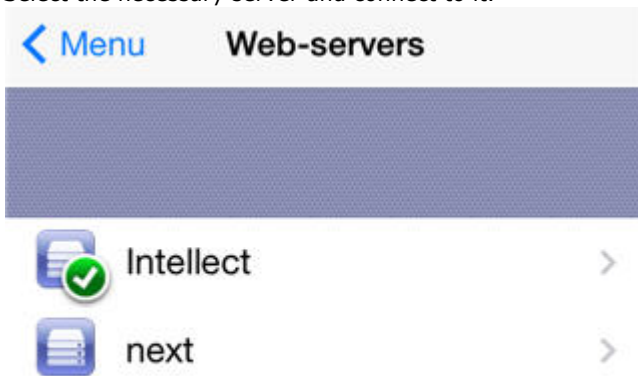 Select the necessary server and connect to it.
Menu Web-servers
Intellect
next